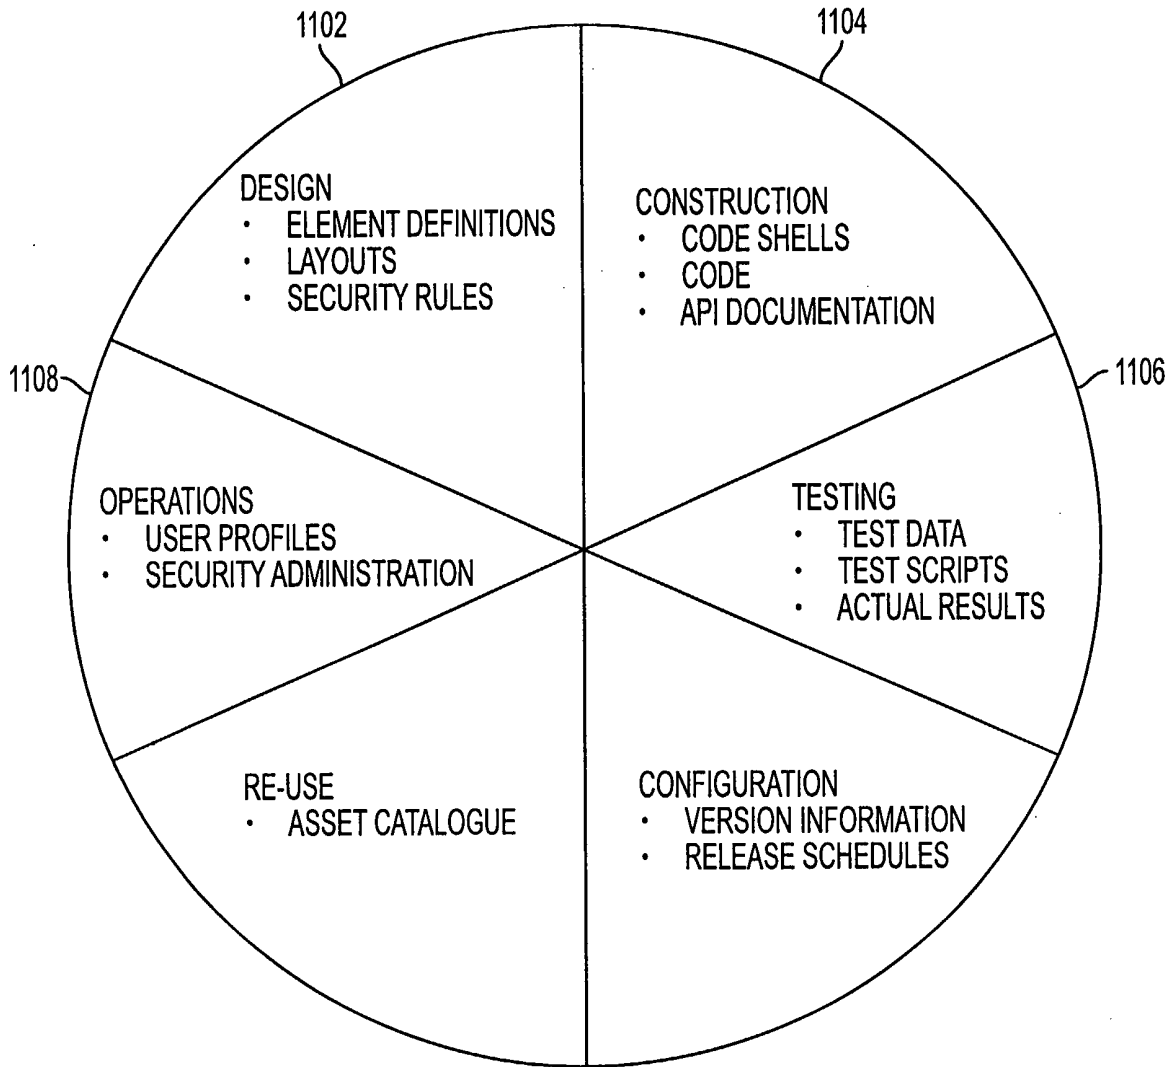 1102
1104
DESIGN
· ELEMENT DEFINITIONS
· LAYOUTS
· SECURITY RULES
CONSTRUCTION
· CODE SHELLS
· CODE
· API DOCUMENTATION
1108
1106
OPERATIONS
· USER PROFILES
· SECURITY ADMINISTRATION
TESTING
· TEST DATA
· TEST SCRIPTS
· ACTUAL RESULTS
RE-USE
· ASSET CATALOGUE
CONFIGURATION
· VERSION INFORMATION
· RELEASE SCHEDULES